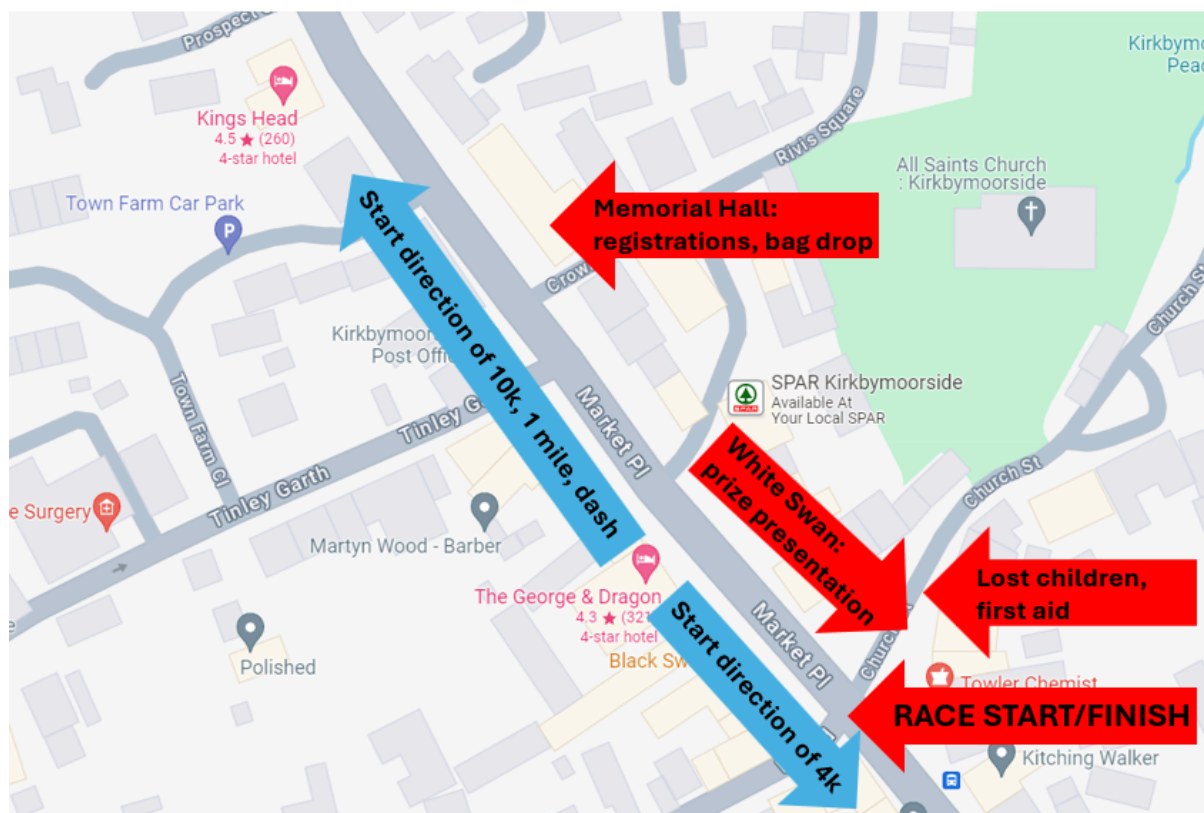 Prospect
Kirkbymo
Peac
Kings Head
4.5 ★ (260)
4-star hotel
Rivis Square
All Saints Church
: Kirkbymoorside
Town Farm Car Park
P
Memorial Hall:
registrations, bag drop
Start direction of 10k, 1 mile, dash
Crow
Church St
Kirkbymoor
Post Offic
Market Pl
SPAR Kirkbymoorside
Available At
Your Local SPAR
SPAR
Town Farm Cl
Tinley G
Tinley Garth
Church St
White Swan:
prize presentation
e Surgery
Martyn Wood - Barber
Lost children,
first aid
The George & Dragon
4.3 ★ (321
4-star hotel
Start direction of 4k
Market Pl
Church
Black Sw
Polished
Towler Chemist
RACE START/FINISH
Kitching Walker